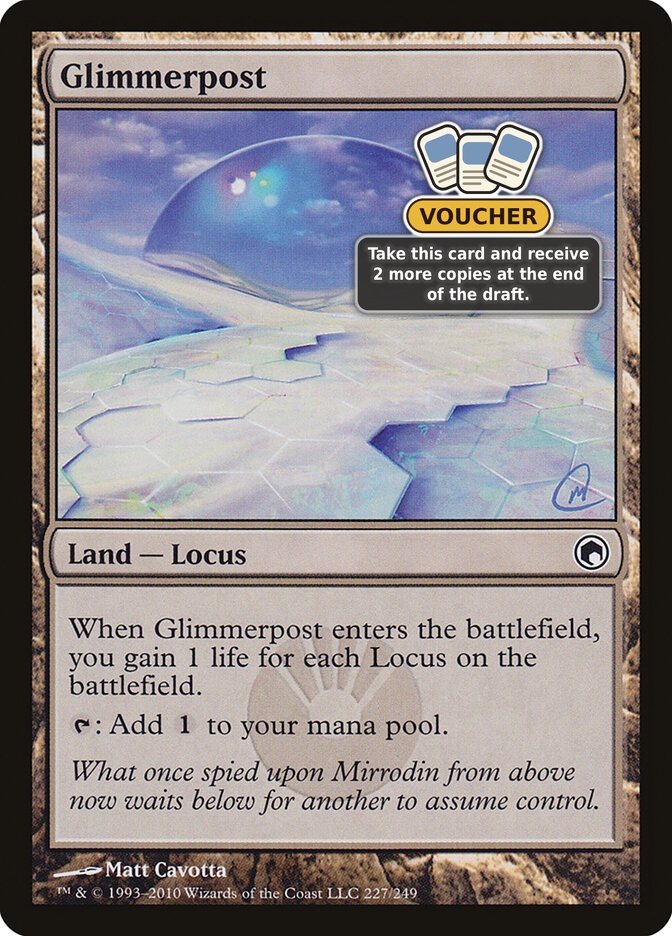 Glimmerpost
VOUCHER
Take this card and receive
2 more copies at the end
of the draft.
M
Land — Locus
When Glimmerpost enters the battlefield,
you gain 1 life for each Locus on the
battlefield.
: Add 1 to your mana pool.
What once spied upon Mirrodin from above
now waits below for another to assume control.
Matt Cavotta
™ & © 1993–2010 Wizards of the Coast LLC 227/249